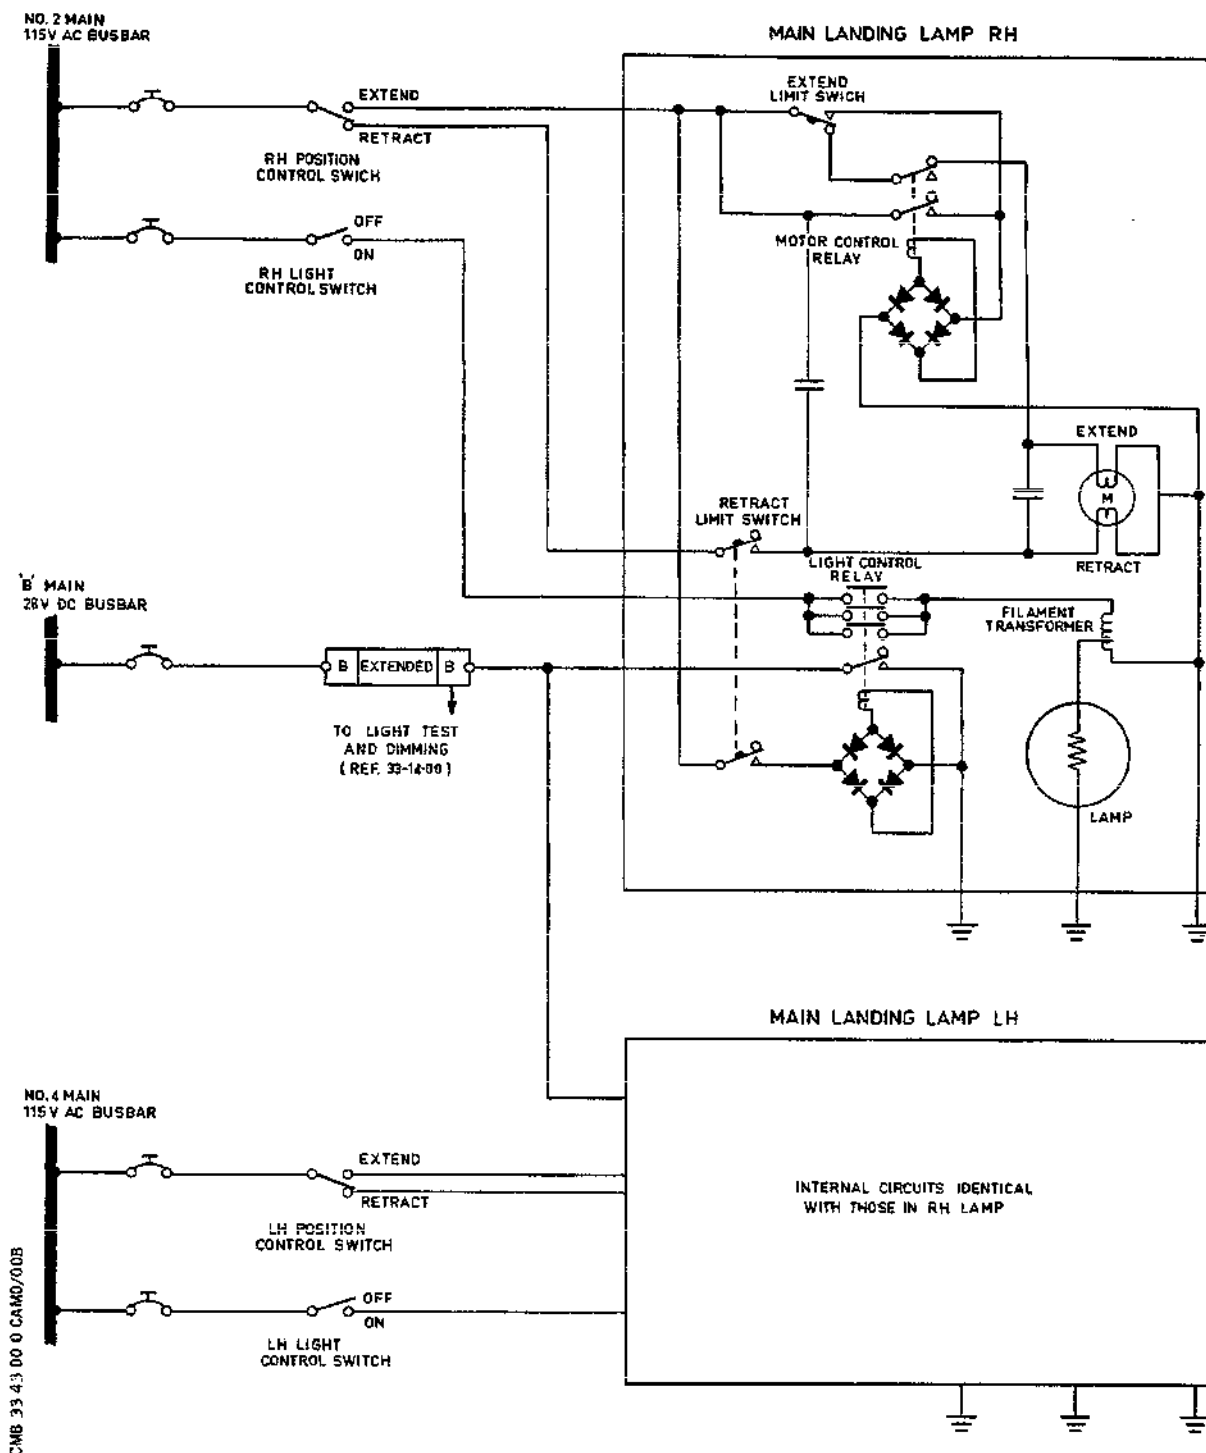 NO. 2 MAIN
115V AC BUSBAR
MAIN LANDING LAMP RH
EXTEND
RETRACT
RH POSITION
CONTROL SWICH
EXTEND
LIMIT SWICH
OFF
ON
RH LIGHT
CONTROL SWITCH
MOTOR CONTROL
RELAY
EXTEND
M
RETRACT
RETRACT
LIMIT SWITCH
LIGHT CONTROL
RELAY
FILAMENT
TRANSFORMER
'B' MAIN
28V DC BUSBAR
B EXTENDED B
TO LIGHT TEST
AND DIMMING
LAMP
MAIN LANDING LAMP LH
NO. 4 MAIN
115V AC BUSBAR
EXTEND
RETRACT
LH POSITION
CONTROL SWITCH
INTERNAL CIRCUITS IDENTICAL
WITH THOSE IN RH LAMP
OFF
ON
LH LIGHT
CONTROL SWITCH
CMB 33 43 00 0 CAM0/00B